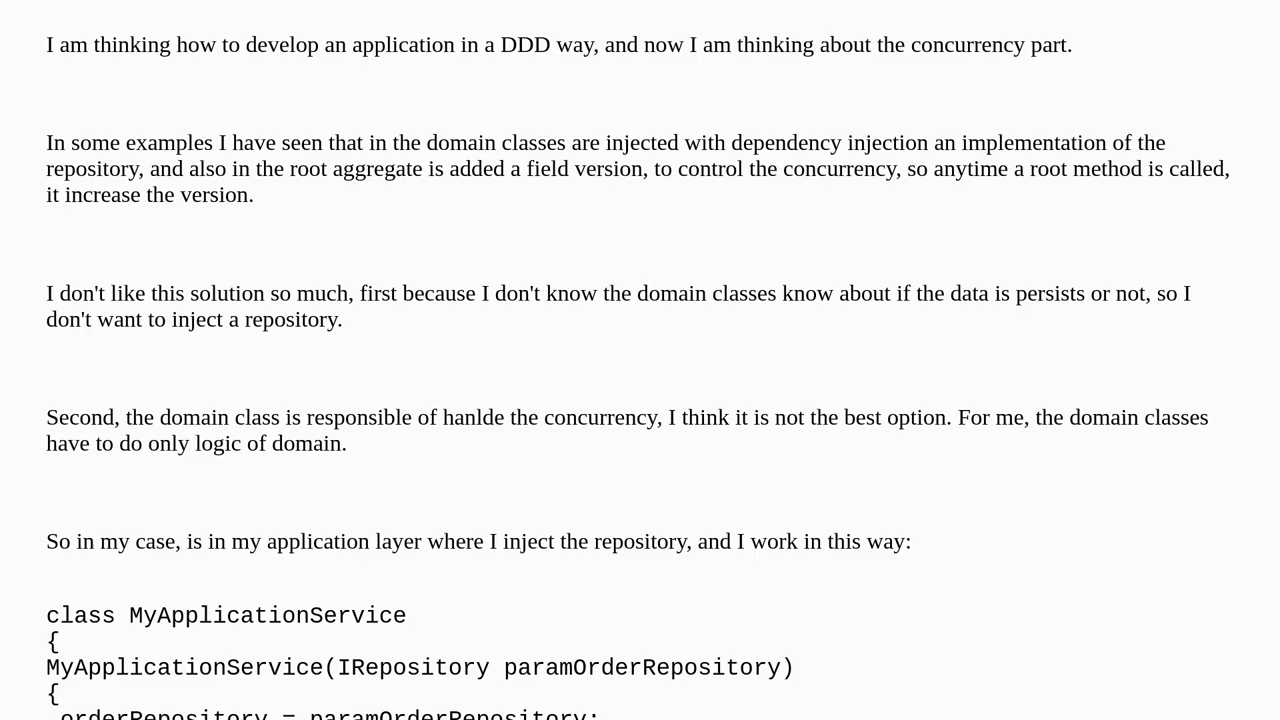 I am thinking how to develop an application in a DDD way, and now I am thinking about the concurrency part.
In some examples I have seen that in the domain classes are injected with dependency injection an implementation of the
repository, and also in the root aggregate is added a field version, to control the concurrency, so anytime a root method is called,
it increase the version.
I don't like this solution so much, first because I don't know the domain classes know about if the data is persists or not, so I
don't want to inject a repository.
Second, the domain class is responsible of hanlde the concurrency, I think it is not the best option. For me, the domain classes
have to do only logic of domain.
So in my case, is in my application layer where I inject the repository, and I work in this way:
class MyApplicationService
{
MyApplicationService(IRepository paramOrderRepository)
{
_orderRepository = paramOrderRepository;